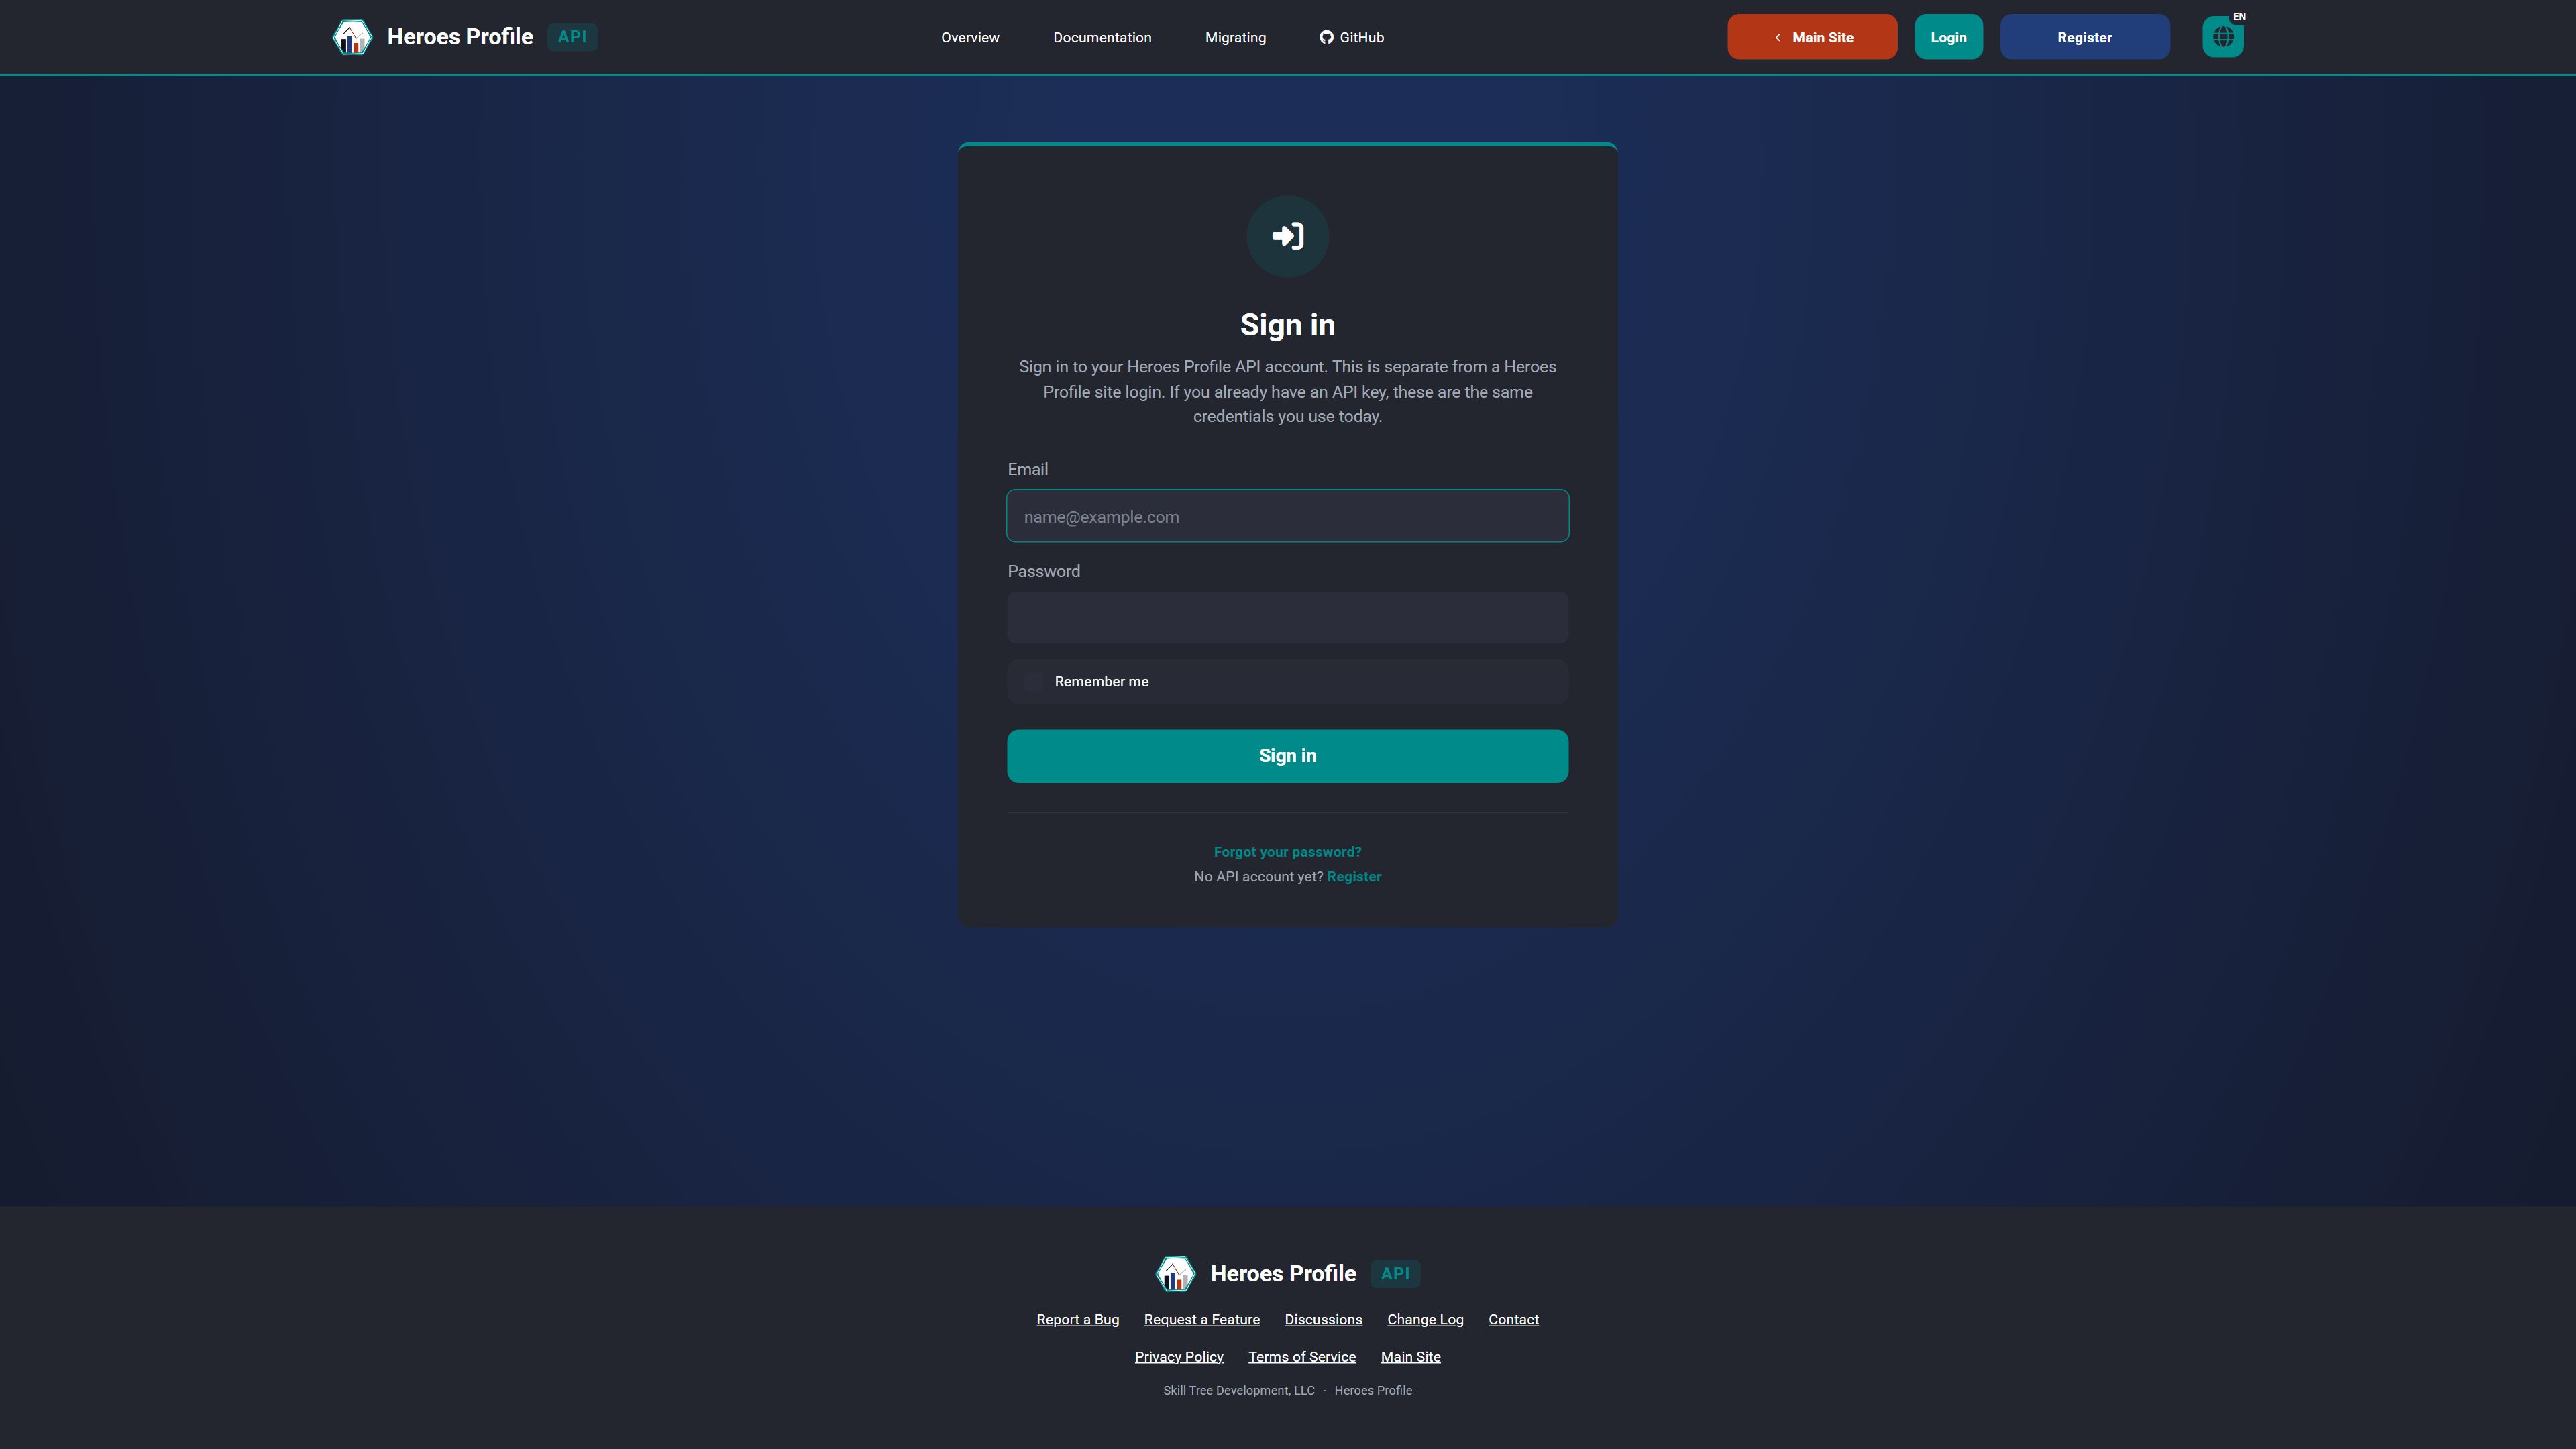 Heroes Profile API
Overview
Documentation
Migrating
GitHub
Main Site
Login
Register
EN
Sign in
Sign in to your Heroes Profile API account. This is separate from a Heroes
Profile site login. If you already have an API key, these are the same
credentials you use today.
Email
name@example.com
Password
Remember me
Sign in
Forgot your password?
No API account yet? Register
Heroes Profile API
Report a Bug Request a Feature Discussions Change Log Contact
Privacy Policy Terms of Service Main Site
Skill Tree Development, LLC · Heroes Profile